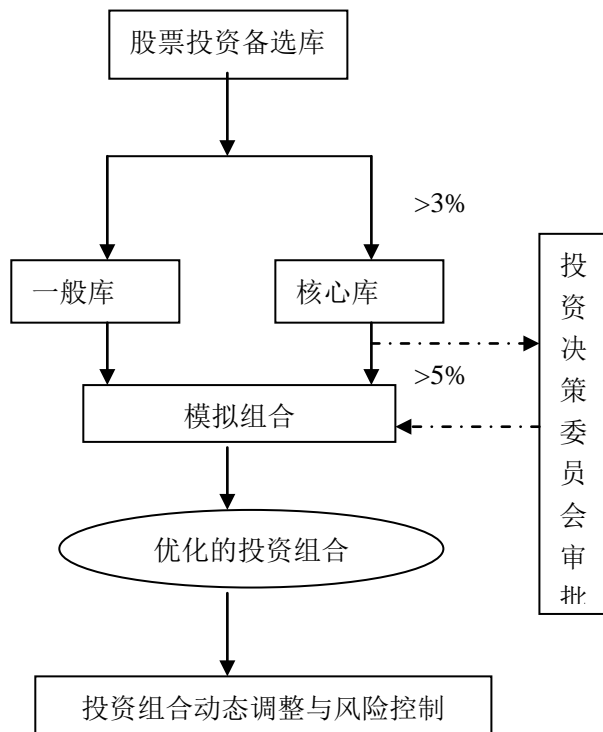 股票投资备选库
>3%
一般库
核心库
>5%
模拟组合
投资决策委员会审批
优化的投资组合
投资组合动态调整与风险控制